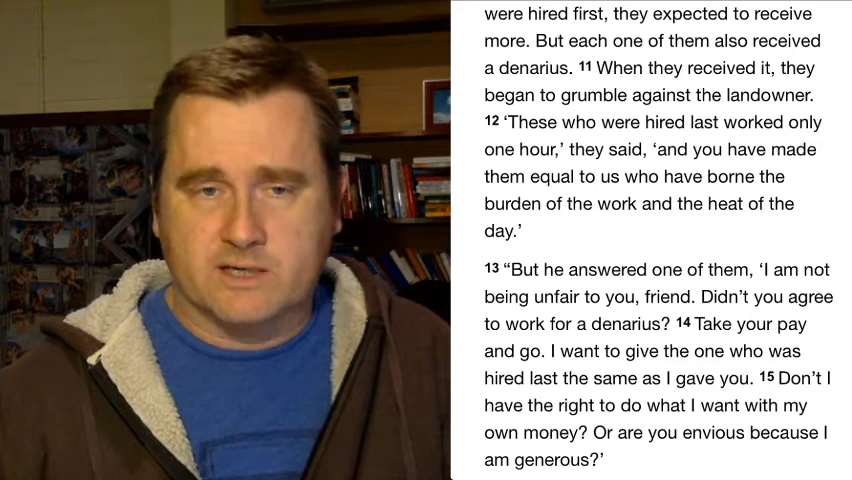 were hired first, they expected to receive
more. But each one of them also received
a denarius. 11 When they received it, they
began to grumble against the landowner.
12 ‘These who were hired last worked only
one hour,’ they said, ‘and you have made
them equal to us who have borne the
burden of the work and the heat of the
day.’
13 “But he answered one of them, ‘I am not
being unfair to you, friend. Didn’t you agree
to work for a denarius? 14 Take your pay
and go. I want to give the one who was
hired last the same as I gave you. 15 Don’t I
have the right to do what I want with my
own money? Or are you envious because I
am generous?’